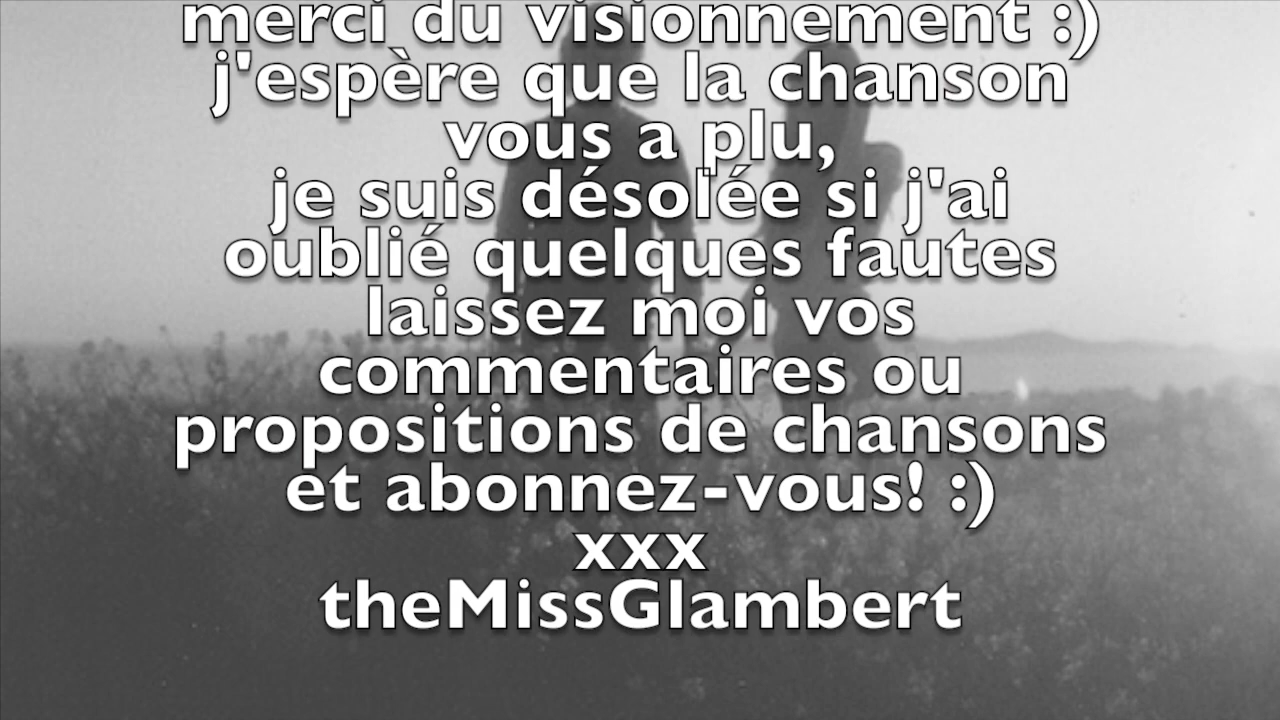 merci du visionnement :)
j'espère que la chanson
vous a plu,
je suis désolée si j'ai
oublié quelques fautes
laissez moi vos
commentaires ou
propositions de chansons
et abonnez-vous! :)
xxx
theMissGlambert